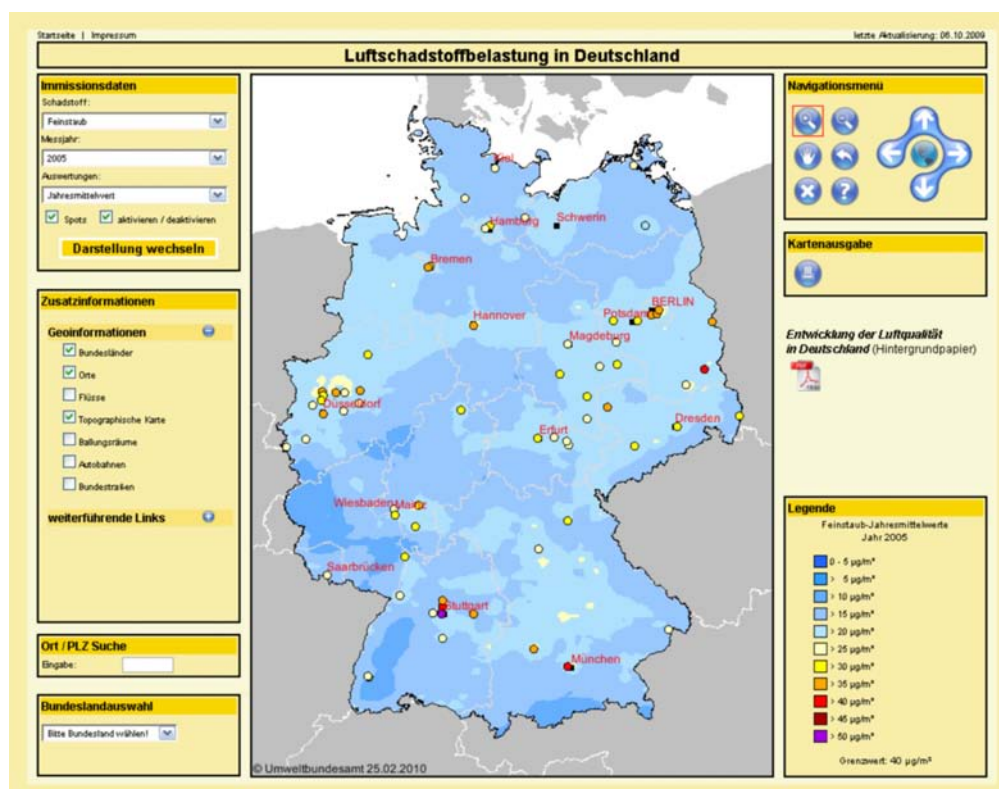 Startseite | Impressum
letzte Aktualisierung: 06.10.2009
Luftschadstoffbelastung in Deutschland
Immissionsdaten
Schadstoff:
Feinstaub
Messjahr:
2005
Auswertungen:
Jahresmittelwert
Spots aktivieren / deaktivieren
Darstellung wechseln
Zusatzinformationen
Geoinformationen
Bundesländer
Orte
Flüsse
Topographische Karte
Ballungsräume
Autobahnen
Bundestraßen
weiterführende Links
Ort / PLZ Suche
Eingabe:
Bundeslandauswahl
Bitte Bundesland wählen!
Kiel
Hamburg
Schwerin
Bremen
BERLIN
Potsdam
Hannover
Magdeburg
Düsseldorf
Dresden
Erfurt
Wiesbaden
Mainz
Saarbrücken
Stuttgart
München
© Umweltbundesamt 25.02.2010
Navigationsmenü
?
Kartenausgabe
Entwicklung der Luftqualität
in Deutschland (Hintergrundpapier)
Legende
Feinstaub-Jahresmittelwerte
Jahr 2005
0 - 5 µg/m³
> 5 µg/m³
> 10 µg/m³
> 15 µg/m³
> 20 µg/m³
> 25 µg/m³
> 30 µg/m³
> 35 µg/m³
> 40 µg/m³
> 45 µg/m³
> 50 µg/m³
Grenzwert: 40 µg/m³